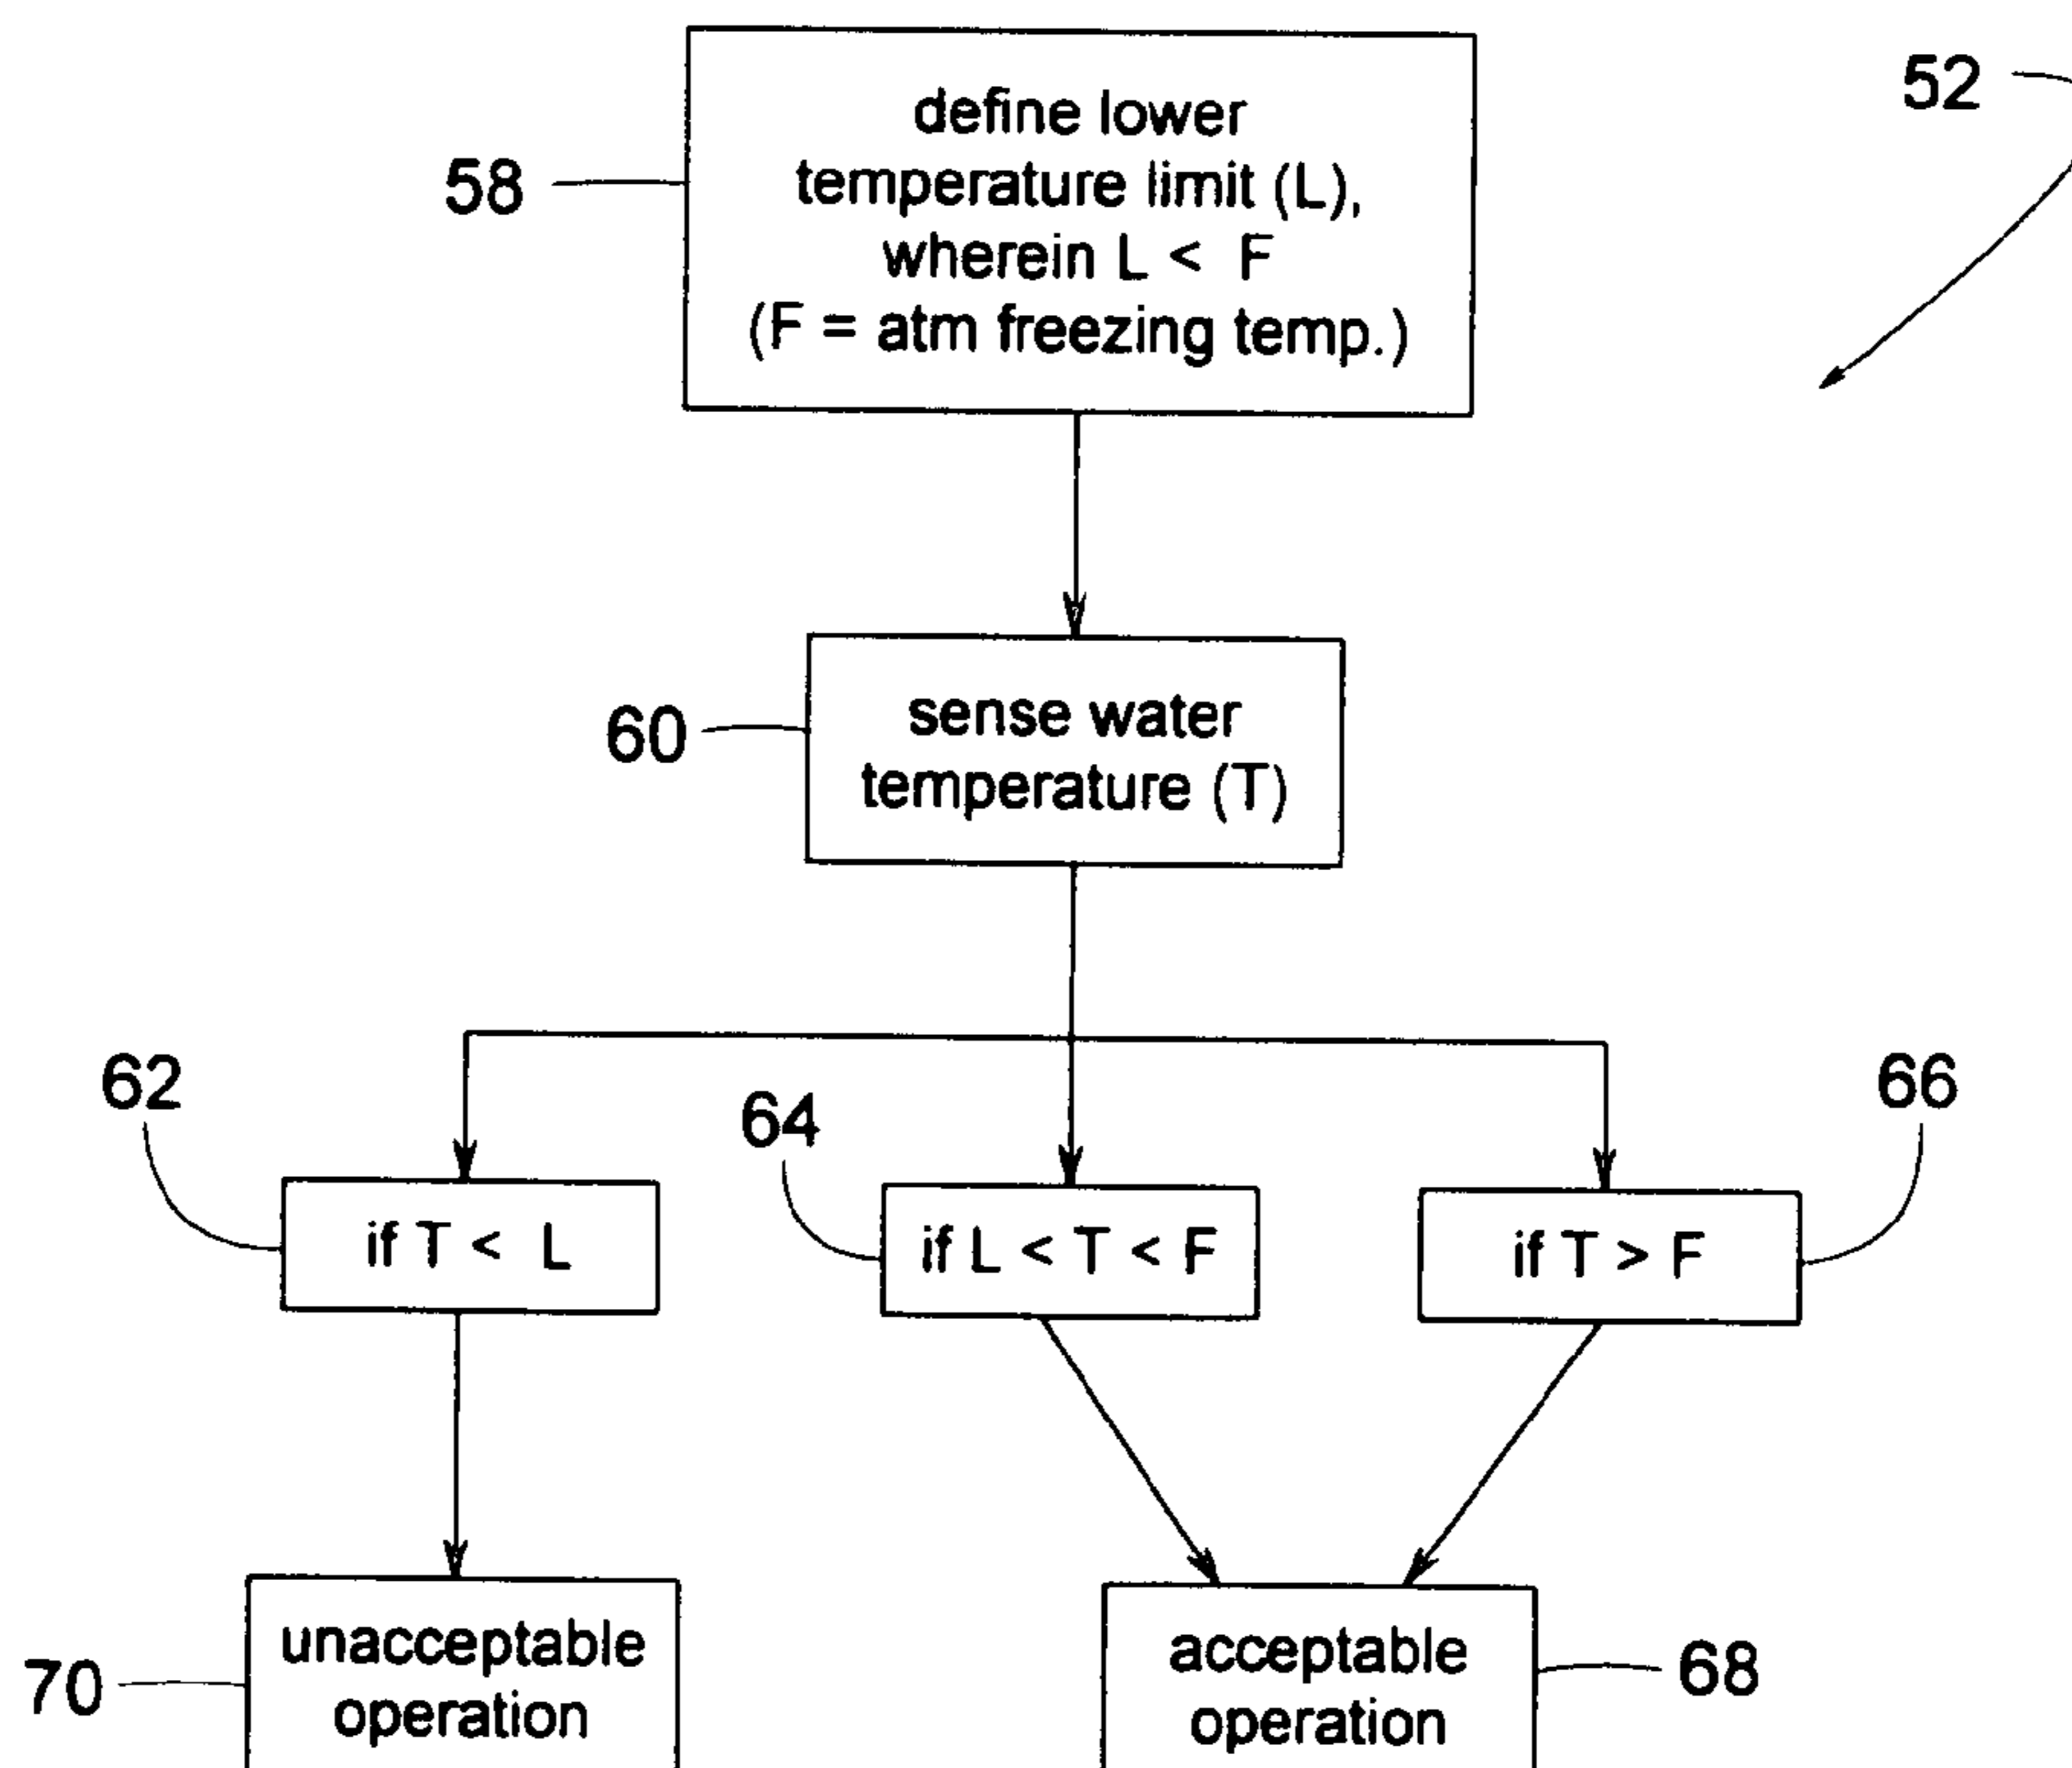 52
define lower
temperature limit (L),
wherein L < F
(F = atm freezing temp.)
58
sense water
temperature (T)
60
62
64
66
if T < L
if L < T < F
if T > F
unacceptable
operation
70
acceptable
operation
68